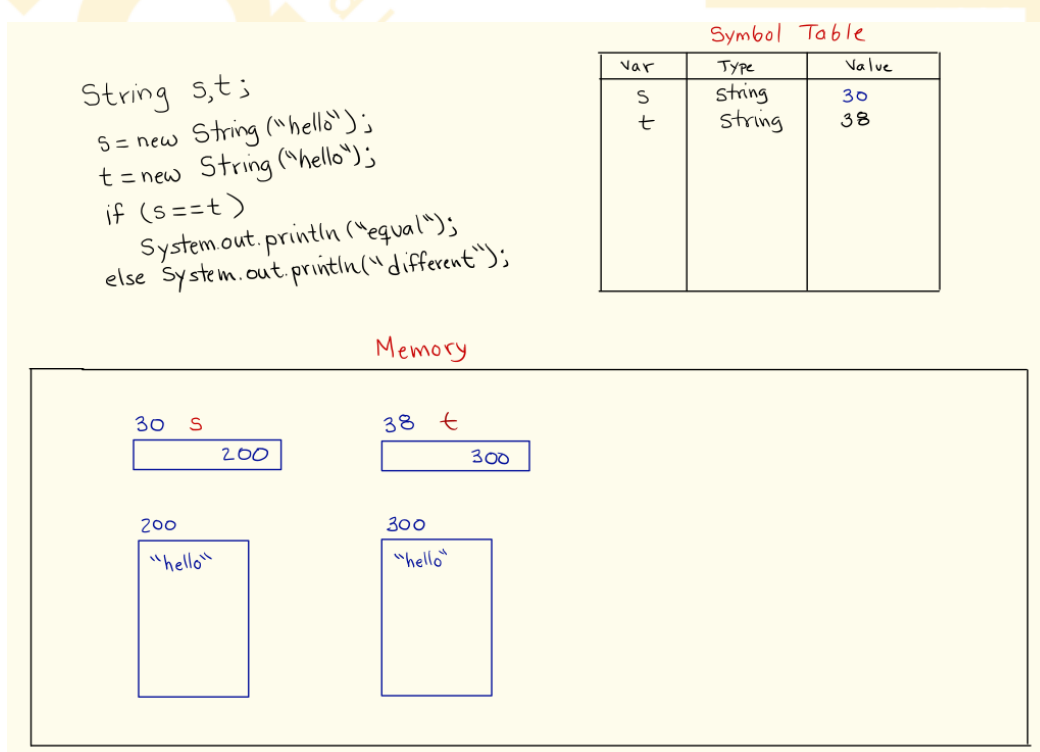 Symbol Table
Var Type Value
s String 30
t String 38
String s,t;
s = new String("hello");
t = new String("hello");
if (s==t)
System.out.println("equal");
else System.out.println("different");
Memory
30 s
200
38 t
300
200
"hello"
300
"hello"